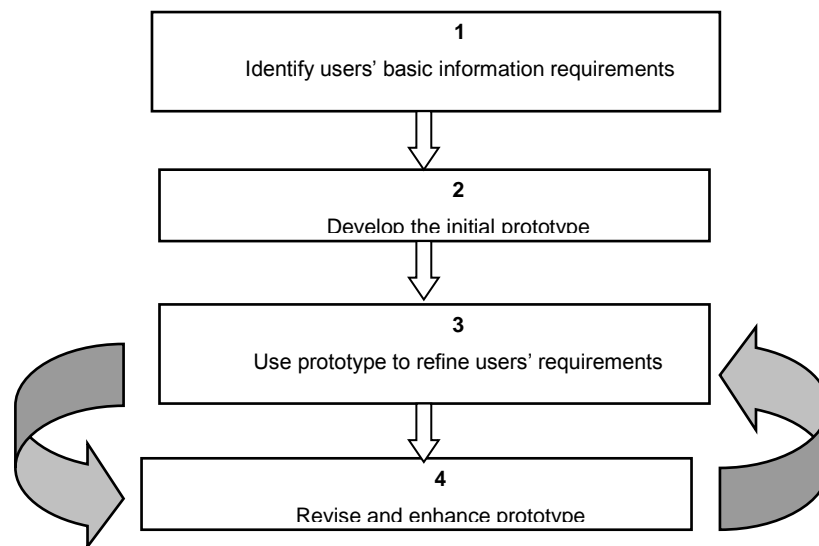 1
Identify users’ basic information requirements
2
Develop the initial prototype
3
Use prototype to refine users’ requirements
4
Revise and enhance prototype